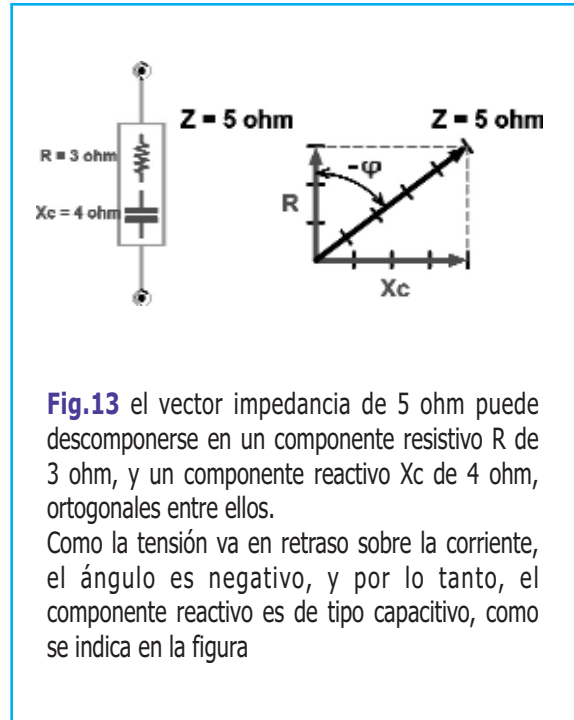 Z = 5 ohm
Z = 5 ohm
R = 3 ohm
-φ
R
Xc = 4 ohm
Xc
Fig.13 el vector impedancia de 5 ohm puede
descomponerse en un componente resistivo R de
3 ohm, y un componente reactivo Xc de 4 ohm,
ortogonales entre ellos.
Como la tensión va en retraso sobre la corriente,
el ángulo es negativo, y por lo tanto, el
componente reactivo es de tipo capacitivo, como
se indica en la figura